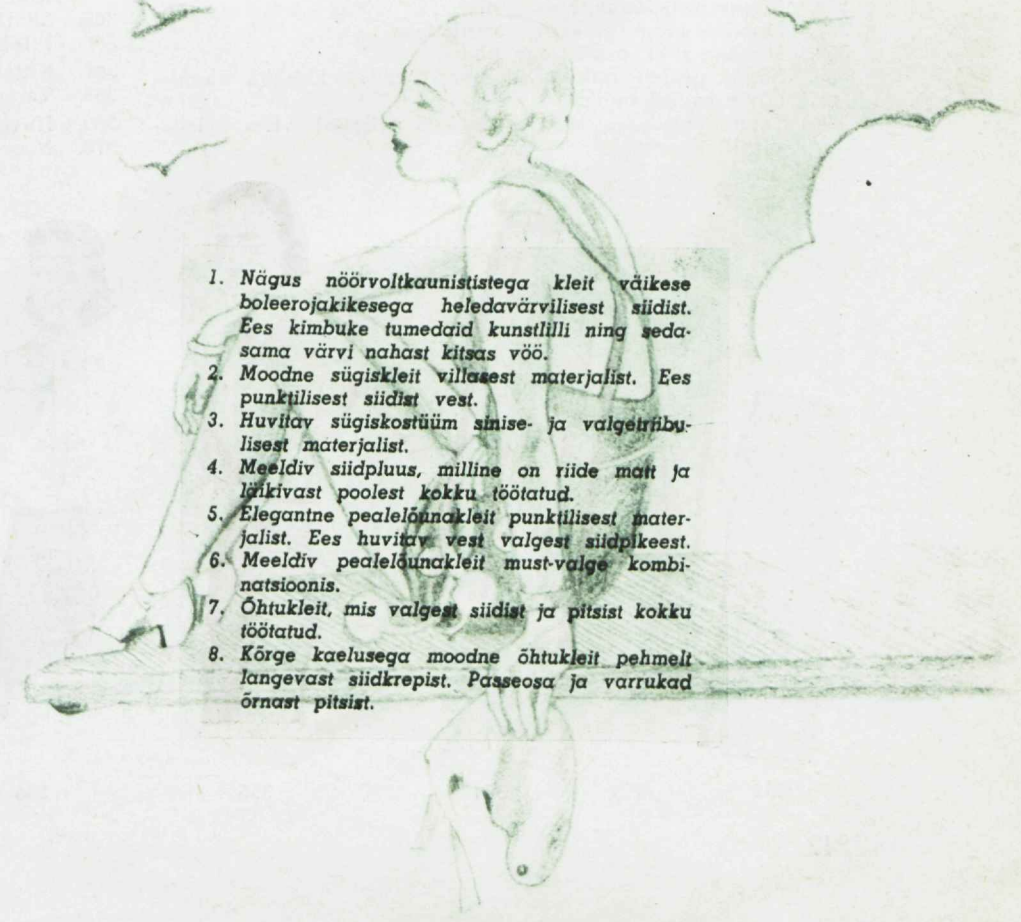 1. Nägus nöörvoltkaunististega kleit väikese
boleerojakikesega heledavärvilisest siidist.
Ees kimbuke tumedaid kunstlilli ning seda-
sama värvi nahast kitsas vöö.
2. Moodne sügiskleit villasest materjalist. Ees
punktilisest siidist vest.
3. Huvitav sügiskostüüm sinise- ja valgetriibu-
lisest materjalist.
4. Meeldiv siidpluus, milline on riide matt ja
läikivast poolest kokku töötatud.
5. Elegantne pealelõunakleit punktilisest mater-
jalist. Ees huvitav vest valgest siidpikeest.
6. Meeldiv pealelõunakleit must-valge kombi-
natsioonis.
7. Õhtukleit, mis valgest siidist ja pitsist kokku
töötatud.
8. Kõrge kaelusega moodne õhtukleit pehmelt
langevast siidkrepist. Passeosa ja varrukad
õrnast pitsist.